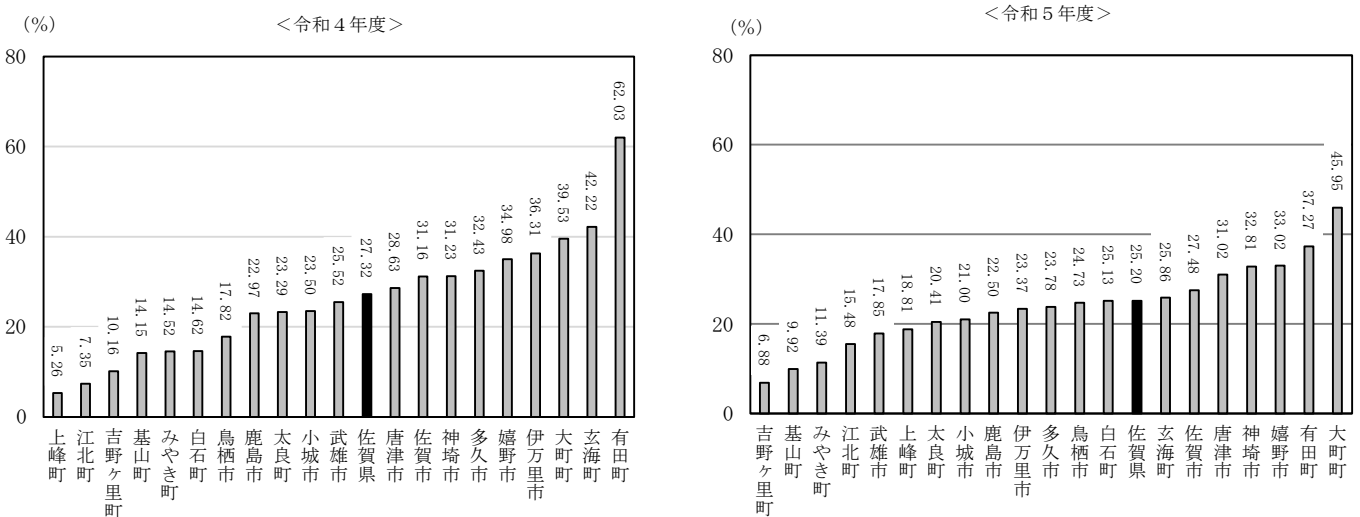 <令和4年度>
(%)
80
60
40
20
0
5.26
7.35
10.16
14.15
14.52
14.62
17.82
22.97
23.29
23.50
25.52
27.32
28.63
31.16
31.23
32.43
34.98
36.31
39.53
42.22
62.03
上峰町
江北町
吉野ヶ里町
基山町
みやき町
白石町
鳥栖市
鹿島市
太良町
小城市
武雄市
佐賀県
唐津市
佐賀市
神埼市
多久市
嬉野市
伊万里市
大町町
玄海町
有田町
<令和5年度>
(%)
80
60
40
20
0
6.88
9.92
11.39
15.48
17.85
18.81
20.41
21.00
22.50
23.37
23.78
24.73
25.13
25.20
25.86
27.48
31.02
32.81
33.02
37.27
45.95
吉野ヶ里町
基山町
みやき町
江北町
武雄市
上峰町
太良町
小城市
鹿島市
伊万里市
多久市
鳥栖市
白石町
佐賀県
玄海町
佐賀市
唐津市
神埼市
嬉野市
有田町
大町町